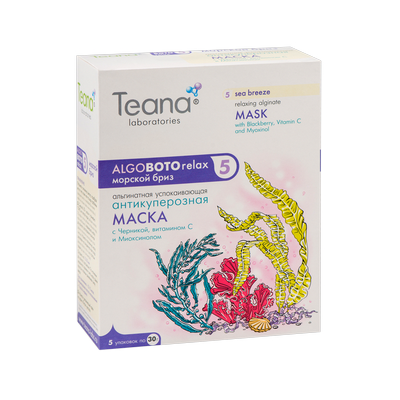 Teana®
laboratories
5 sea breeze
relaxing alginate
MASK
with Blackberry, Vitamin C
and Myoxinol
ALGOBOTOrelax 5
морской бриз
альгинатная успокаивающая
антикуперозная
МАСКА
с Черникой, витамином С
и Миоксинолом
5 упаковок по 30